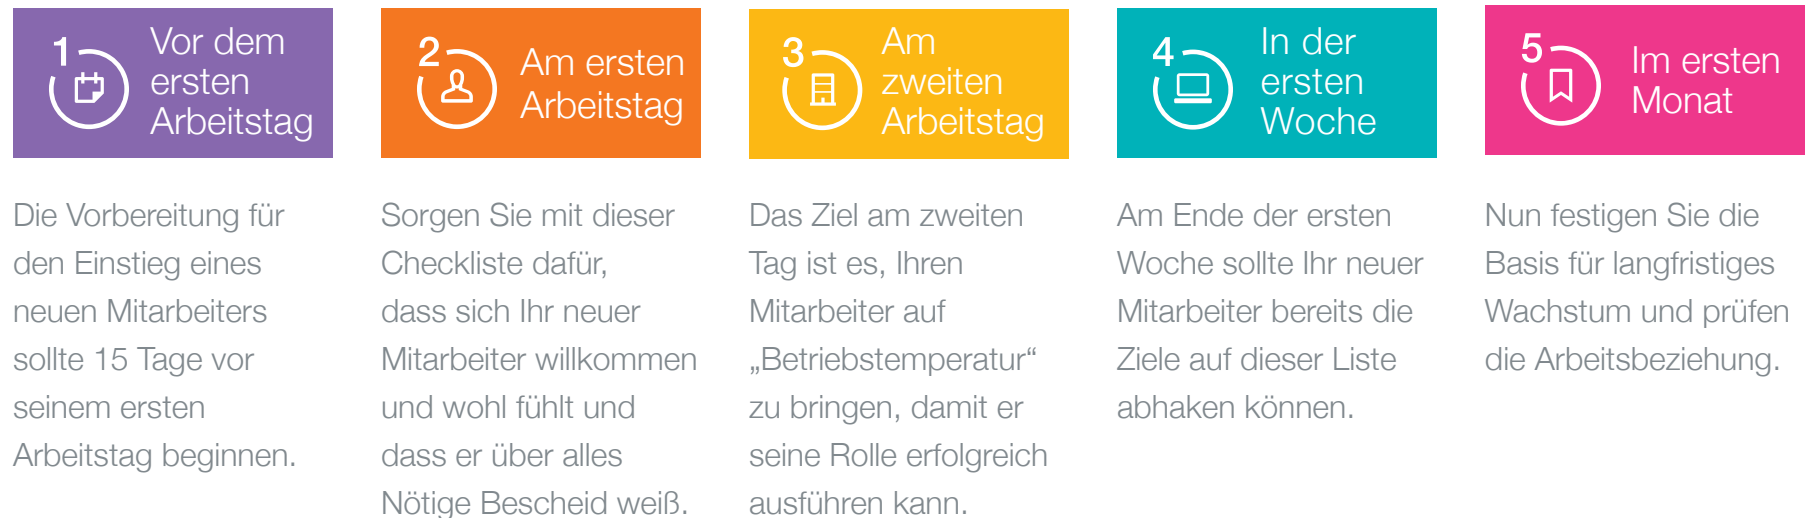 1
Vor dem
ersten
Arbeitstag
Die Vorbereitung für
den Einstieg eines
neuen Mitarbeiters
sollte 15 Tage vor
seinem ersten
Arbeitstag beginnen.
2
Am ersten
Arbeitstag
Sorgen Sie mit dieser
Checkliste dafür,
dass sich Ihr neuer
Mitarbeiter willkommen
und wohl fühlt und
dass er über alles
Nötige Bescheid weiß.
3
Am
zweiten
Arbeitstag
Das Ziel am zweiten
Tag ist es, Ihren
Mitarbeiter auf
„Betriebstemperatur“
zu bringen, damit er
seine Rolle erfolgreich
ausführen kann.
4
In der
ersten
Woche
Am Ende der ersten
Woche sollte Ihr neuer
Mitarbeiter bereits die
Ziele auf dieser Liste
abhaken können.
5
Im ersten
Monat
Nun festigen Sie die
Basis für langfristiges
Wachstum und prüfen
die Arbeitsbeziehung.